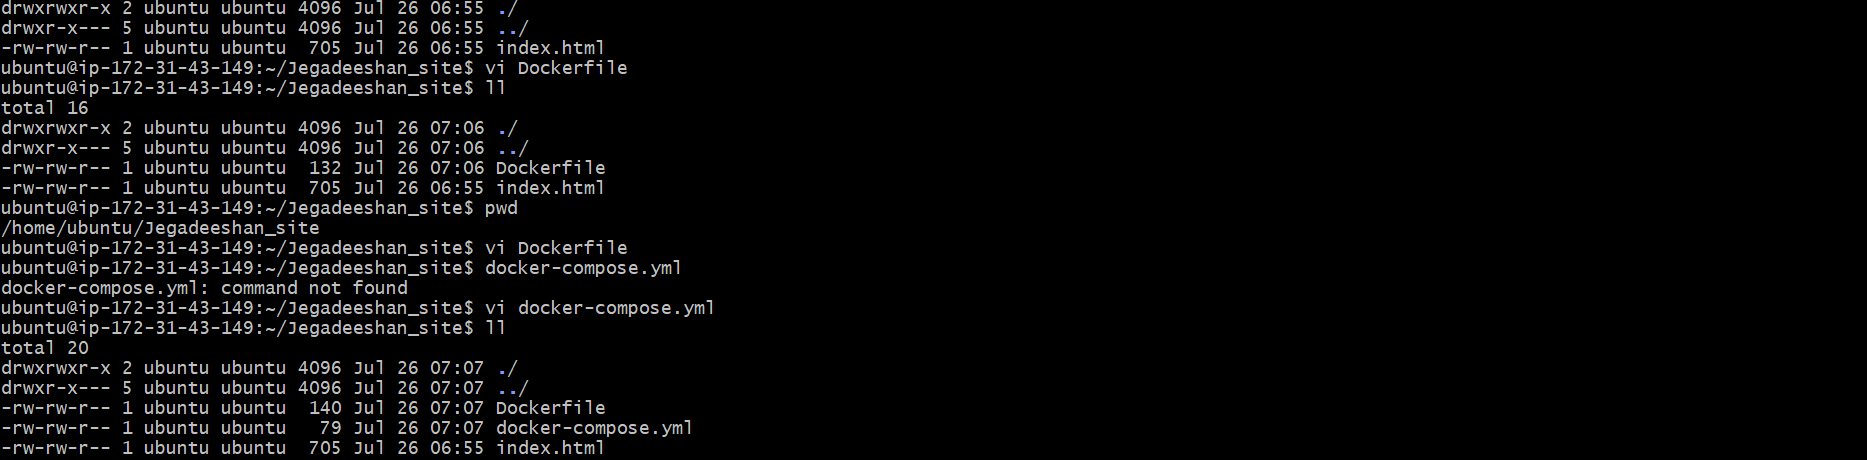 drwxrwxr-x 2 ubuntu ubuntu 4096 Jul 26 06:55 ./
drwxr-x--- 5 ubuntu ubuntu 4096 Jul 26 06:55 ../
-rw-rw-r-- 1 ubuntu ubuntu  705 Jul 26 06:55 index.html
ubuntu@ip-172-31-43-149:~/Jegadeeshan_site$ vi Dockerfile
ubuntu@ip-172-31-43-149:~/Jegadeeshan_site$ ll
total 16
drwxrwxr-x 2 ubuntu ubuntu 4096 Jul 26 07:06 ./
drwxr-x--- 5 ubuntu ubuntu 4096 Jul 26 07:06 ../
-rw-rw-r-- 1 ubuntu ubuntu  132 Jul 26 07:06 Dockerfile
-rw-rw-r-- 1 ubuntu ubuntu  705 Jul 26 06:55 index.html
ubuntu@ip-172-31-43-149:~/Jegadeeshan_site$ pwd
/home/ubuntu/Jegadeeshan_site
ubuntu@ip-172-31-43-149:~/Jegadeeshan_site$ vi Dockerfile
ubuntu@ip-172-31-43-149:~/Jegadeeshan_site$ docker-compose.yml
docker-compose.yml: command not found
ubuntu@ip-172-31-43-149:~/Jegadeeshan_site$ vi docker-compose.yml
ubuntu@ip-172-31-43-149:~/Jegadeeshan_site$ ll
total 20
drwxrwxr-x 2 ubuntu ubuntu 4096 Jul 26 07:07 ./
drwxr-x--- 5 ubuntu ubuntu 4096 Jul 26 07:07 ../
-rw-rw-r-- 1 ubuntu ubuntu  140 Jul 26 07:07 Dockerfile
-rw-rw-r-- 1 ubuntu ubuntu   79 Jul 26 07:07 docker-compose.yml
-rw-rw-r-- 1 ubuntu ubuntu  705 Jul 26 06:55 index.html